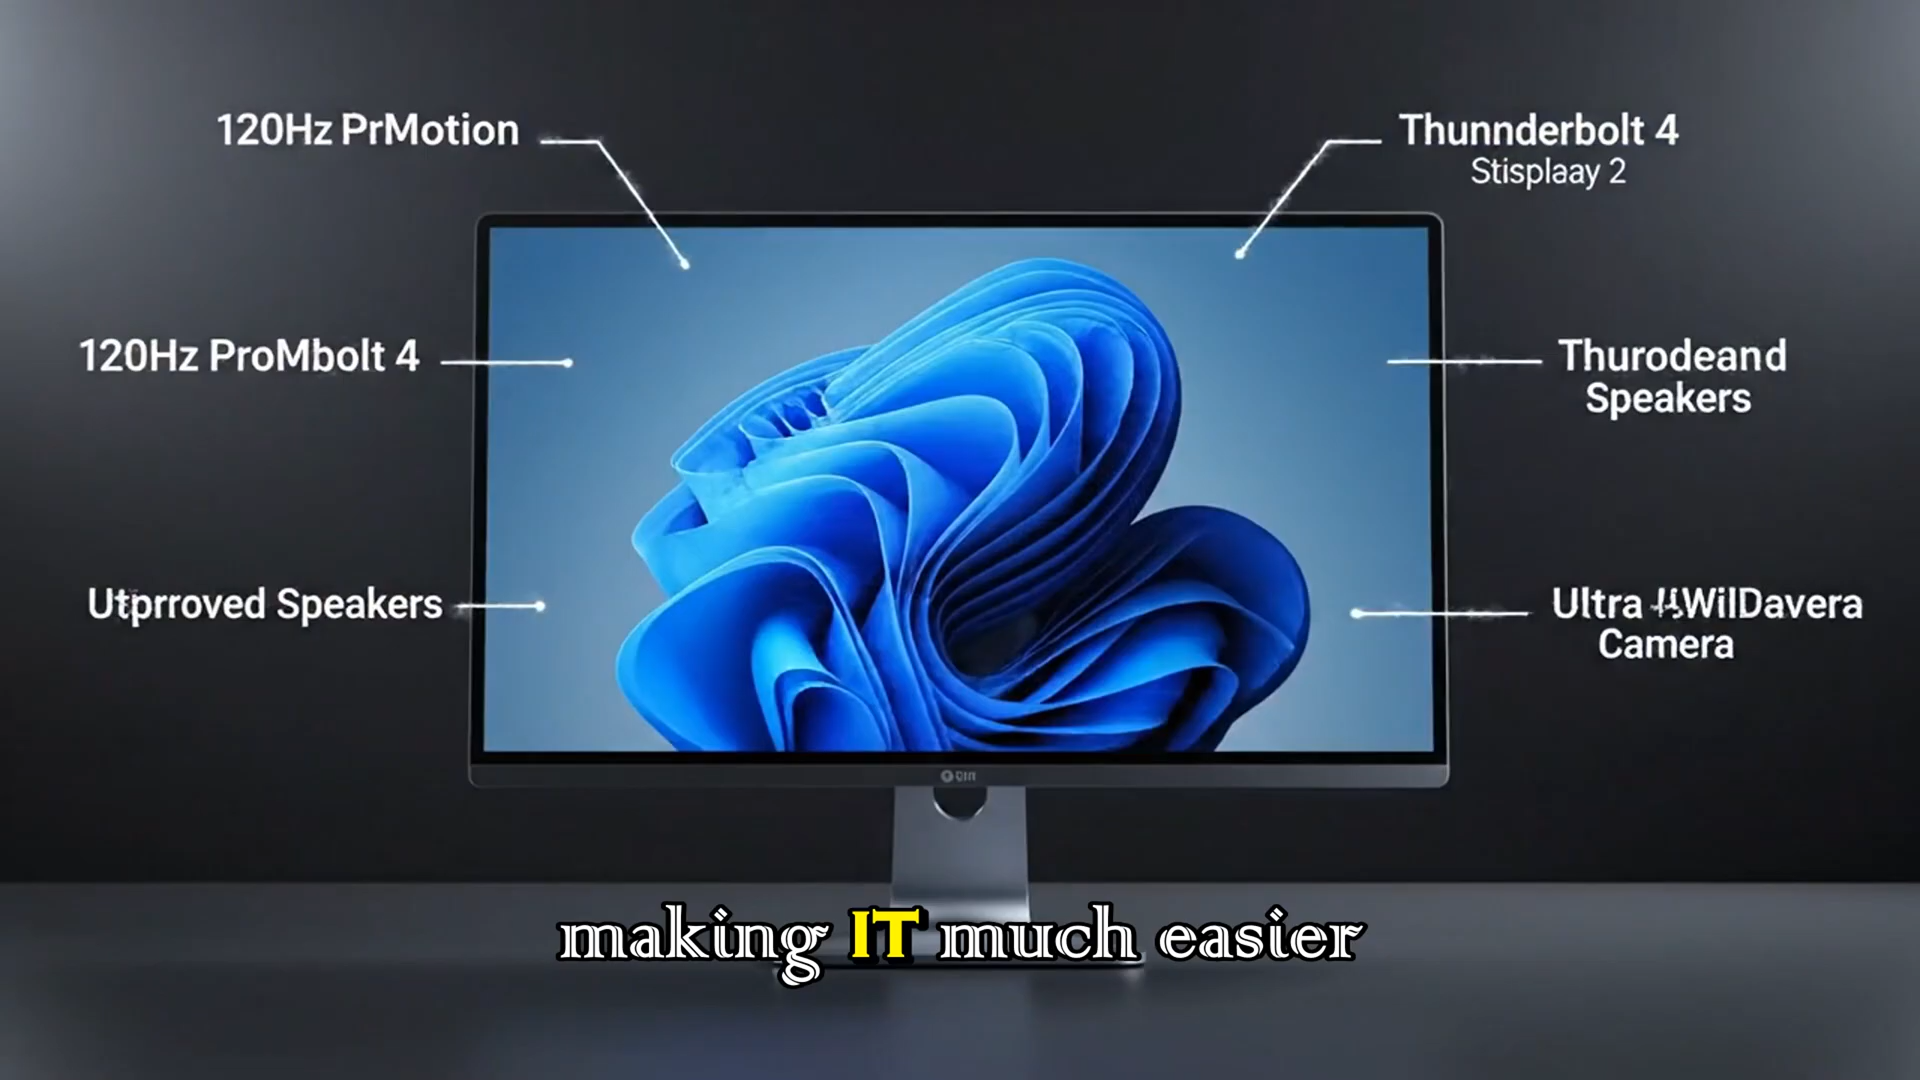 120Hz PrMotion
Thunnderbolt 4
Stisplaay 2
120Hz ProMbolt 4
Thurodeand
Speakers
Utprroved Speakers
Ultra
Camera
making IT much easier